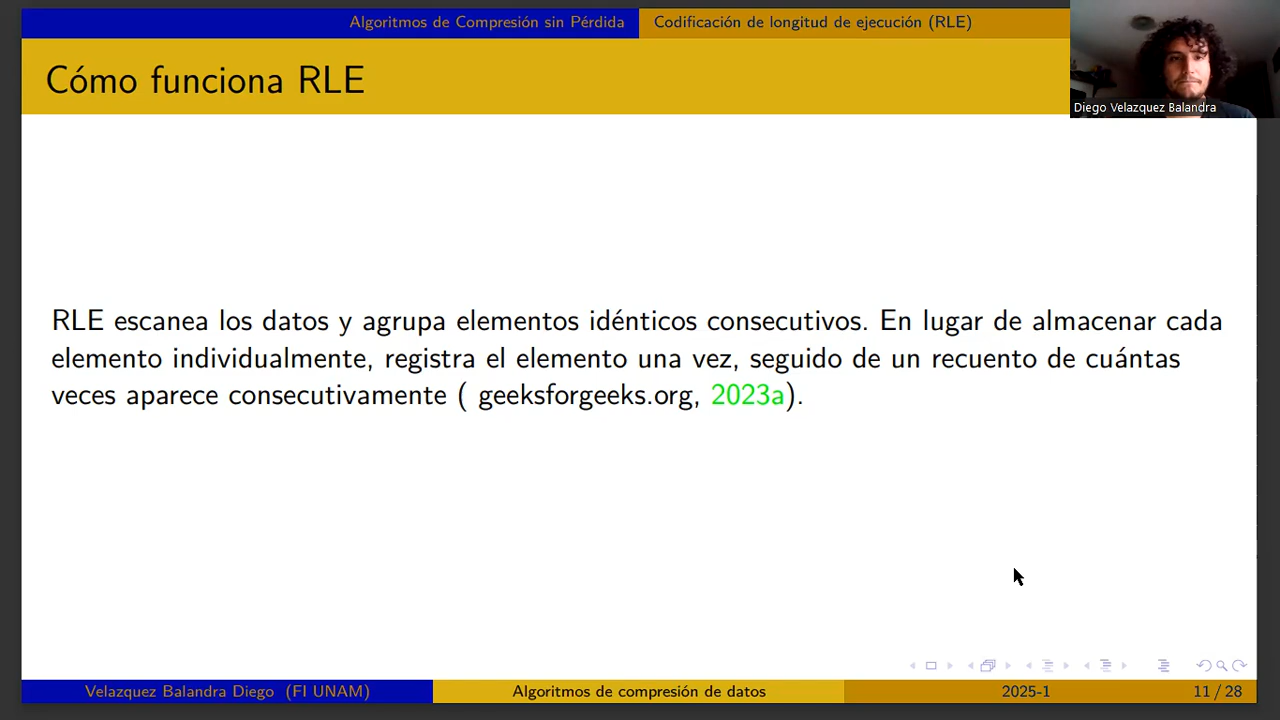 Algoritmos de Compresión sin Pérdida
Codificación de longitud de ejecución (RLE)
Cómo funciona RLE
Diego Velazquez Balandra
RLE escanea los datos y agrupa elementos idénticos consecutivos. En lugar de almacenar cada
elemento individualmente, registra el elemento una vez, seguido de un recuento de cuántas
veces aparece consecutivamente ( geeksforgeeks.org, 2023a).
Velazquez Balandra Diego (FI UNAM)
Algoritmos de compresión de datos
2025-1
11 / 28